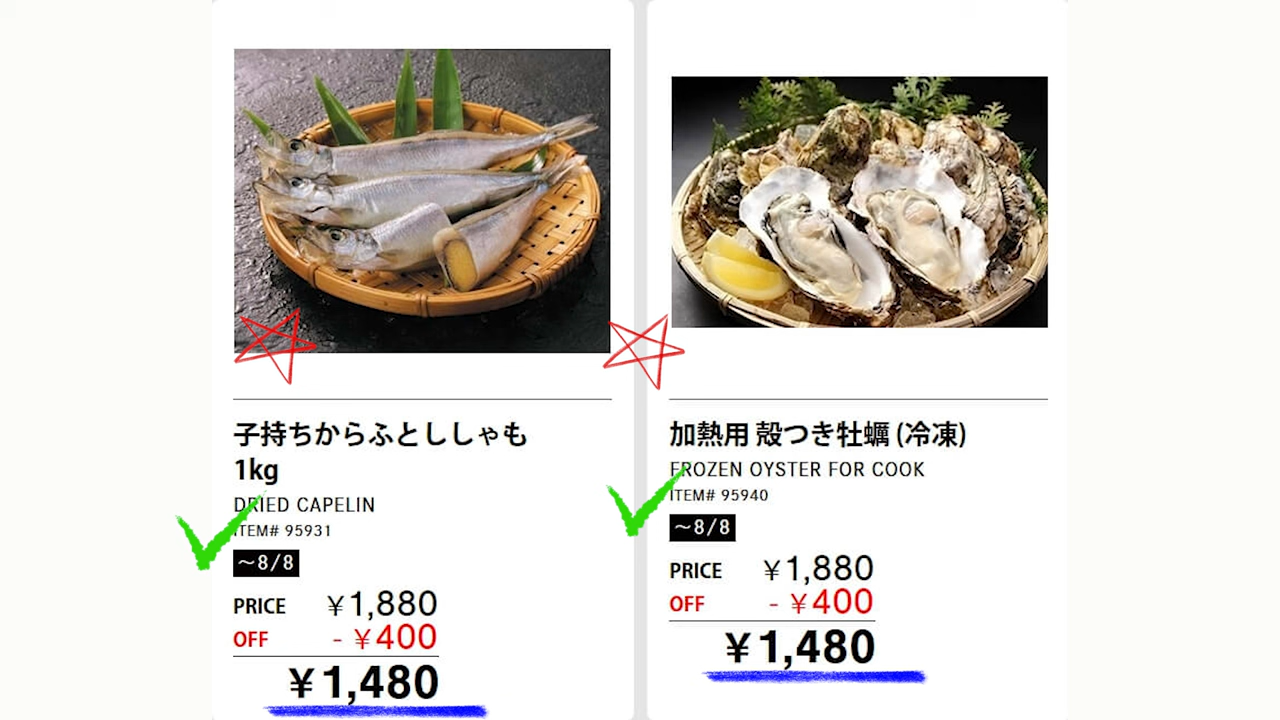 子持ちからふとししゃも
1kg
DRIED CAPELIN
ITEM# 95931
～8/8
PRICE ￥1,880
OFF - ￥400
￥1,480
加熱用 殻つき牡蠣 (冷凍)
FROZEN OYSTER FOR COOK
ITEM# 95940
～8/8
PRICE ￥1,880
OFF - ￥400
￥1,480